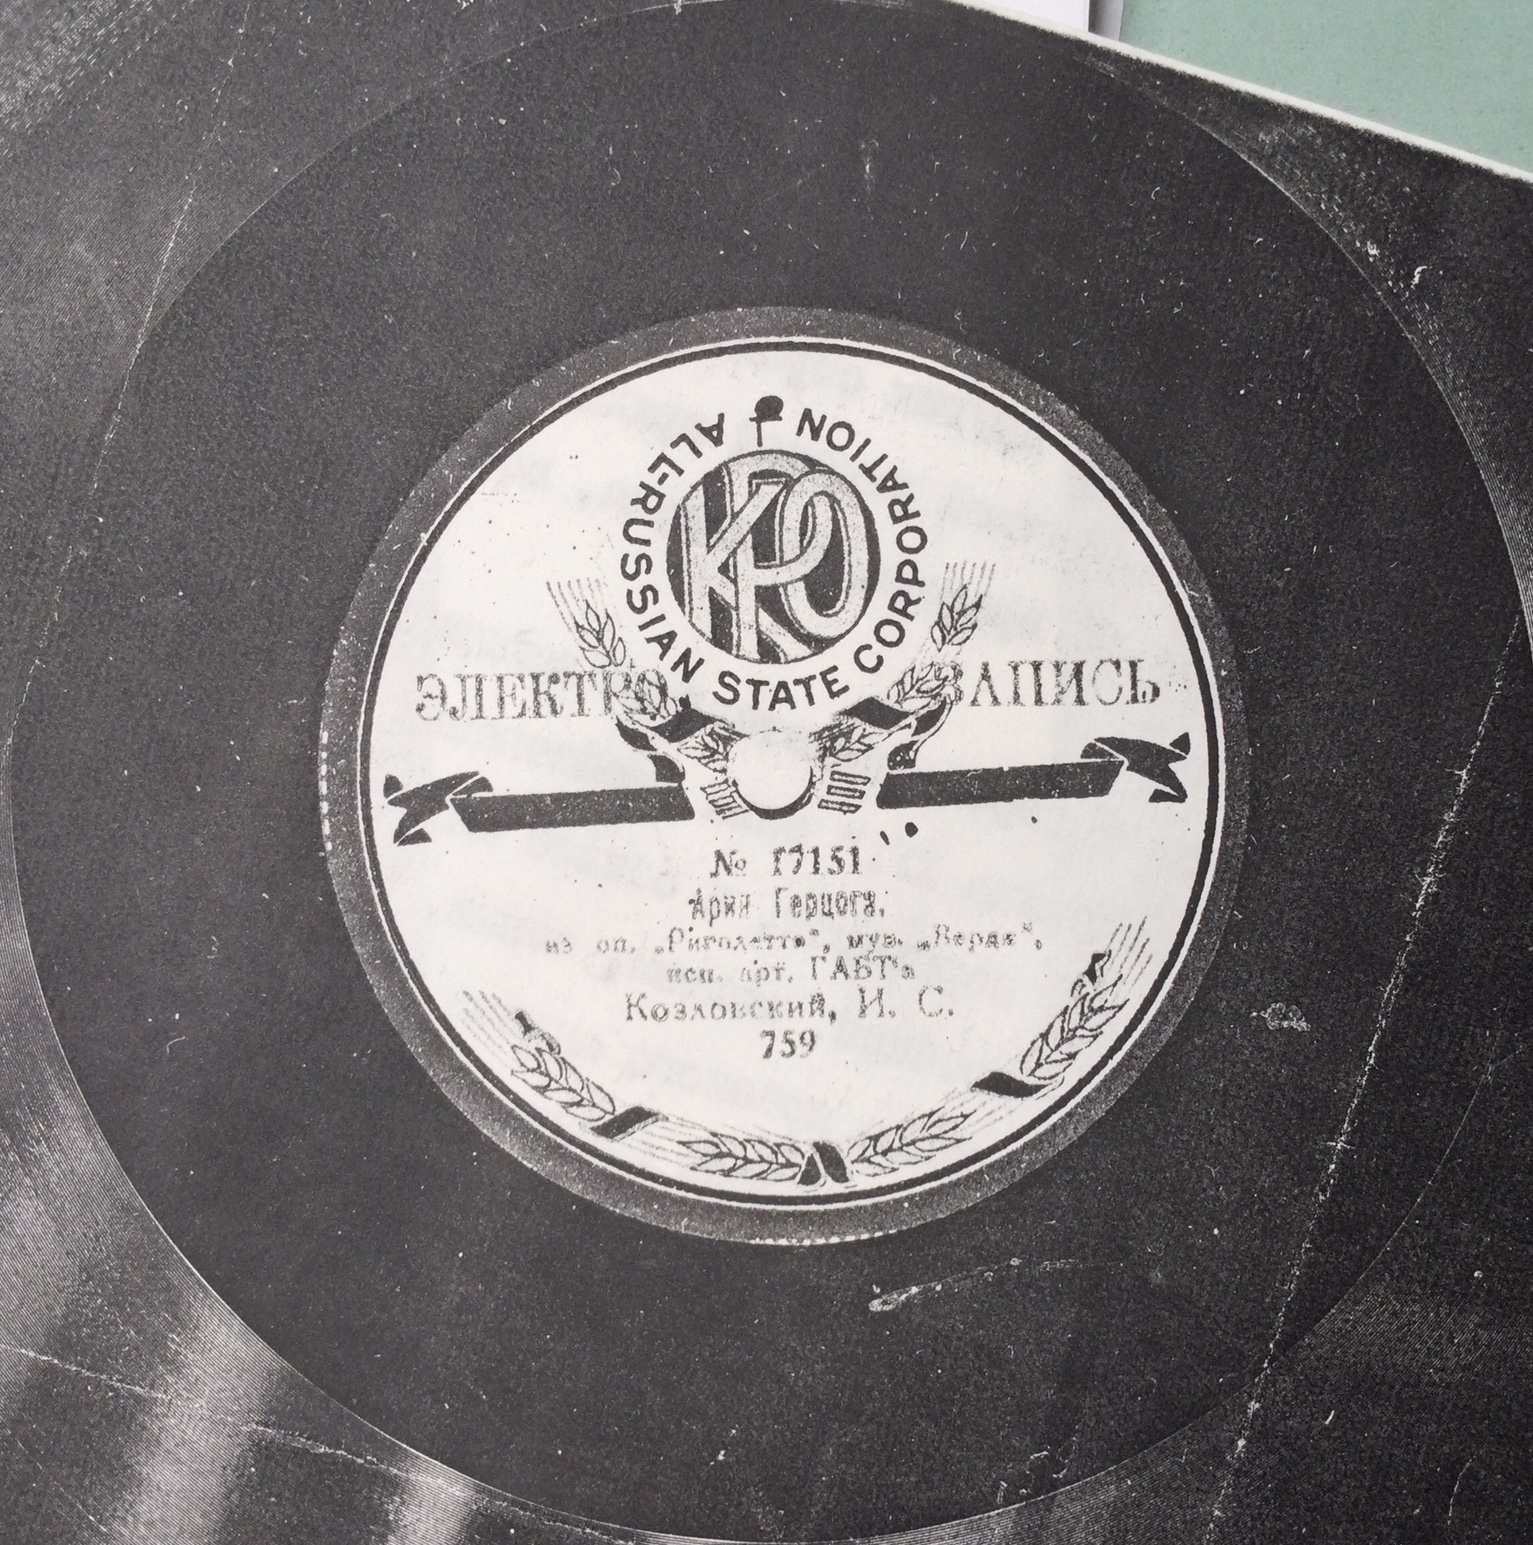 ALL-RUSSIAN STATE CORPORATION
КРО
ЭЛЕКТРО ЗАПИСЬ
№ 17151
Ария Герцога.
из оп. „Риголетто“, муз. „Верди“,
исп. арт. ГАБТ'а
Козловский, И. С.
759